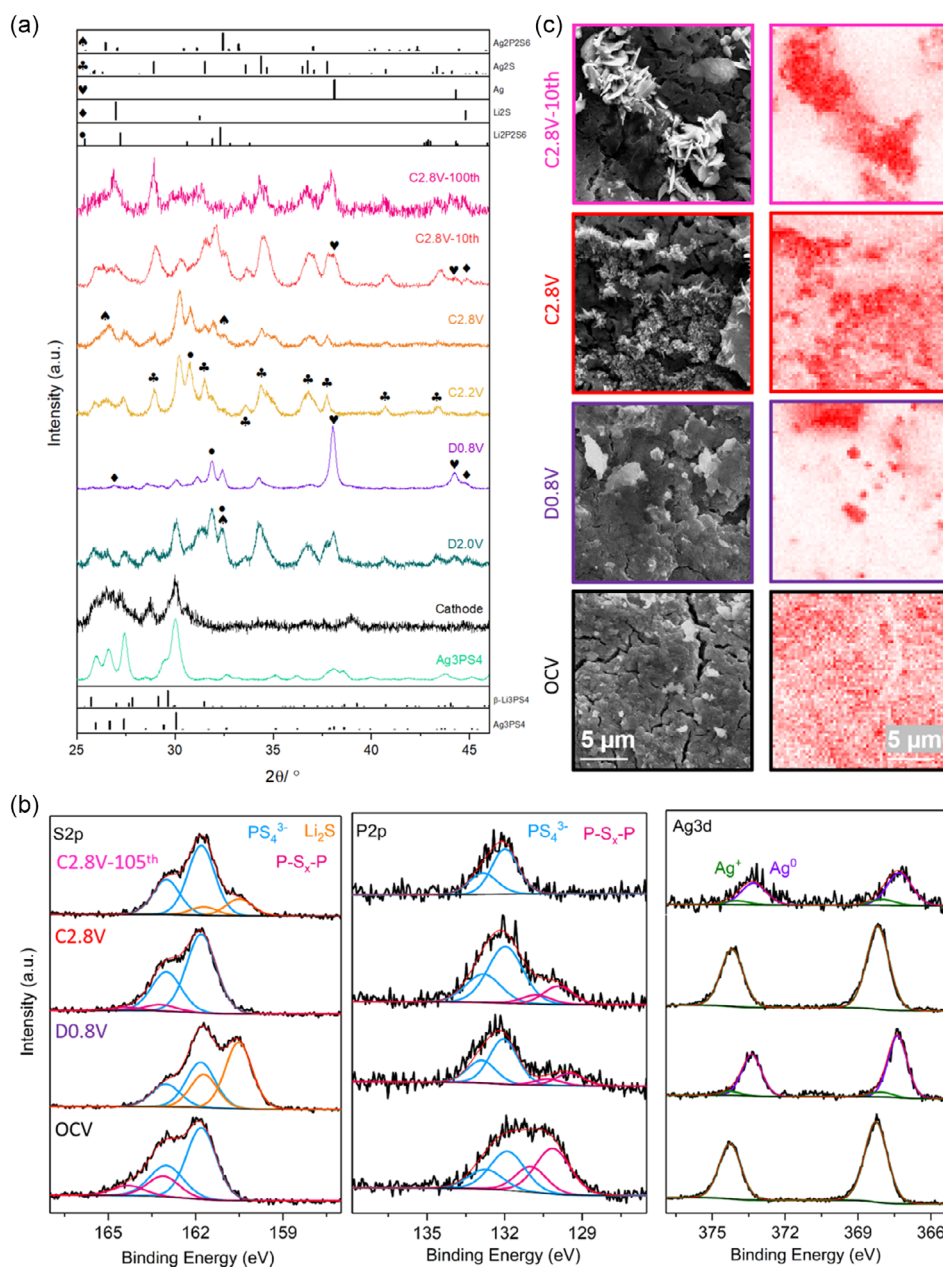 (a)
♠
Ag2P2S6
♣
Ag2S
♥
Ag
♦
Li2S
●
Li2P2S6
C2.8V-100th
C2.8V-10th
♥
♥
♦
C2.8V
♠
♠
C2.2V
♣
●
♣
♣
♣
♣
♣
♣
♣
D0.8V
♦
●
♥
♥
♦
D2.0V
●
♠
Cathode
Ag3PS4
β-Li3PS4
Ag3PS4
Intensity (a.u.)
25 30 35 40 45
2θ/ °
(c)
C2.8V-10th
C2.8V
D0.8V
OCV
5 µm
5 µm
(b)
S2p
PS₄³⁻
Li₂S
C2.8V-105ᵗʰ
P-Sₓ-P
C2.8V
D0.8V
OCV
Intensity (a.u.)
165 162 159
Binding Energy (eV)
P2p
PS₄³⁻
P-Sₓ-P
135 132 129
Binding Energy (eV)
Ag3d
Ag⁺
Ag⁰
375 372 369 366
Binding Energy (eV)